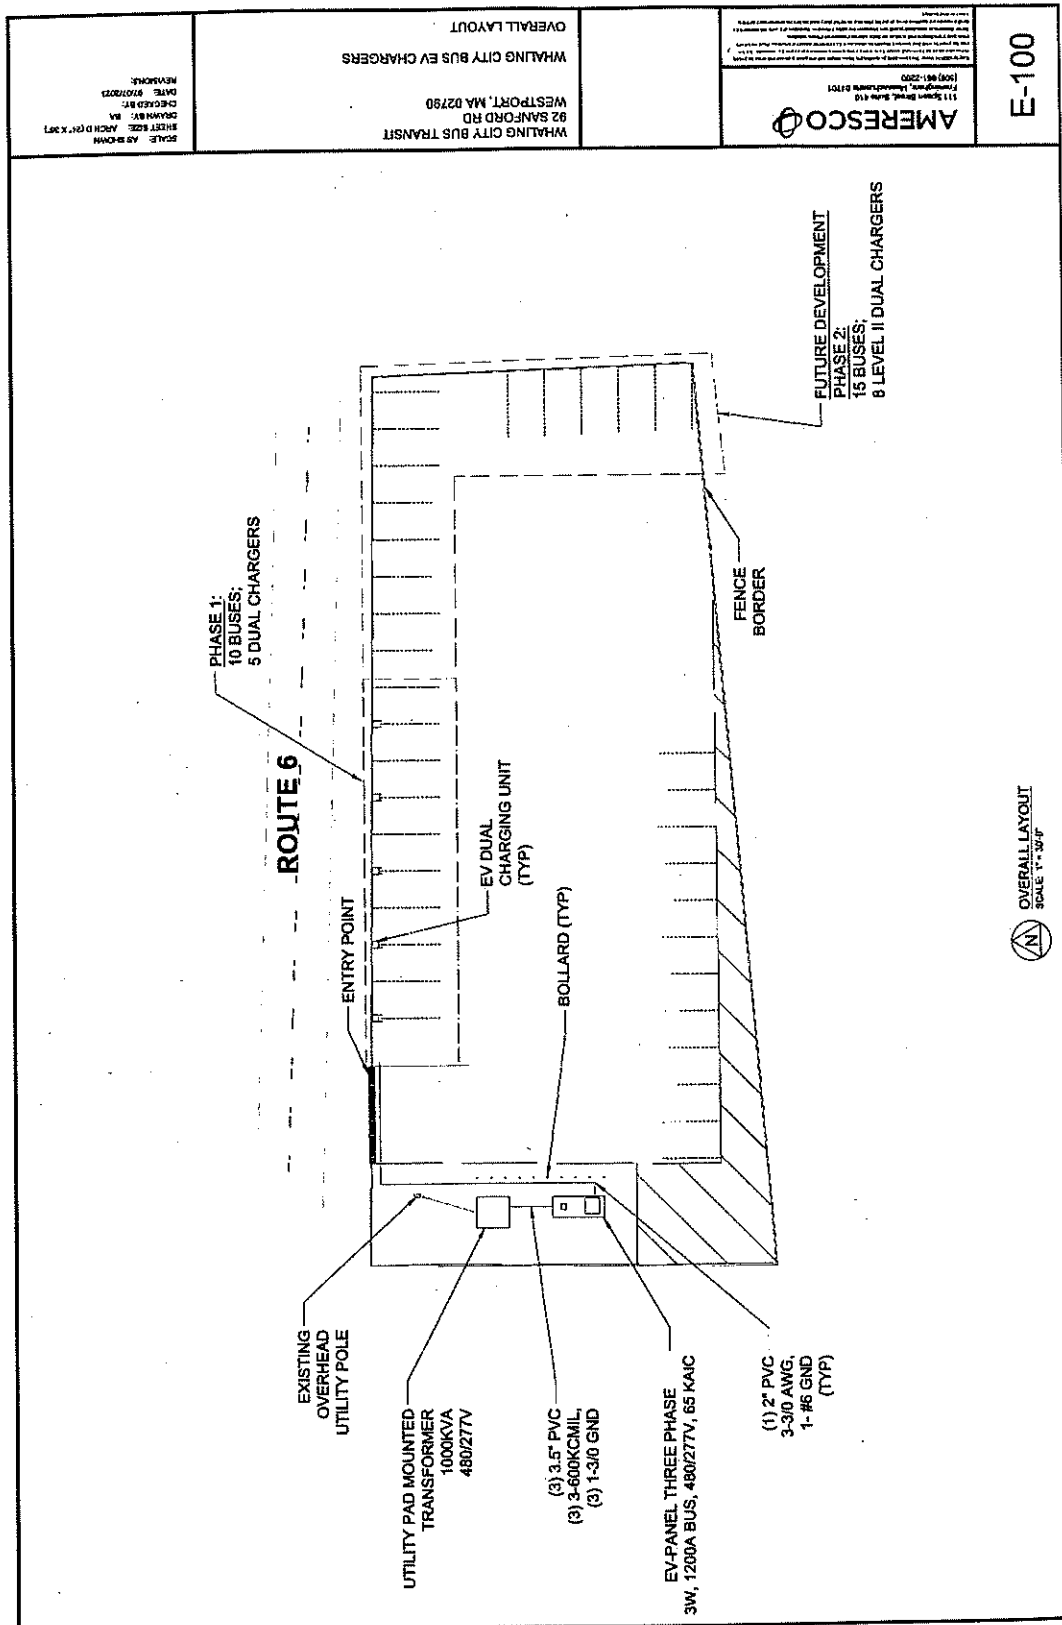 E-100
AMERESCO
111 Speen Street, Suite 410
Framingham, Massachusetts 01701
(508) 661-2200
WHALING CITY BUS TRANSIT
92 SANFORD RD
WESTPORT, MA 02790
WHALING CITY BUS EV CHARGERS
OVERALL LAYOUT
SCALE: AS SHOWN
SHEET SIZE: ARCH D (24" X 36")
DRAWN BY:
CHECKED BY:
DATE:
REVISIONS:
PHASE 1:
10 BUSES;
5 DUAL CHARGERS
ROUTE 6
ENTRY POINT
EV DUAL
CHARGING UNIT
(TYP)
BOLLARD (TYP)
FUTURE DEVELOPMENT
PHASE 2:
15 BUSES;
8 LEVEL II DUAL CHARGERS
FENCE
BORDER
EXISTING
OVERHEAD
UTILITY POLE
UTILITY PAD MOUNTED
TRANSFORMER
1000KVA
480/277V
(3) 3.5" PVC
(3) 3-600KCMIL,
(3) 1-3/0 GND
EV-PANEL THREE PHASE
3W, 1200A BUS, 480/277V, 65 KAIC
(1) 2" PVC
3-3/0 AWG,
1- #6 GND
(TYP)
N
OVERALL LAYOUT
SCALE: 1" = 30'-0"